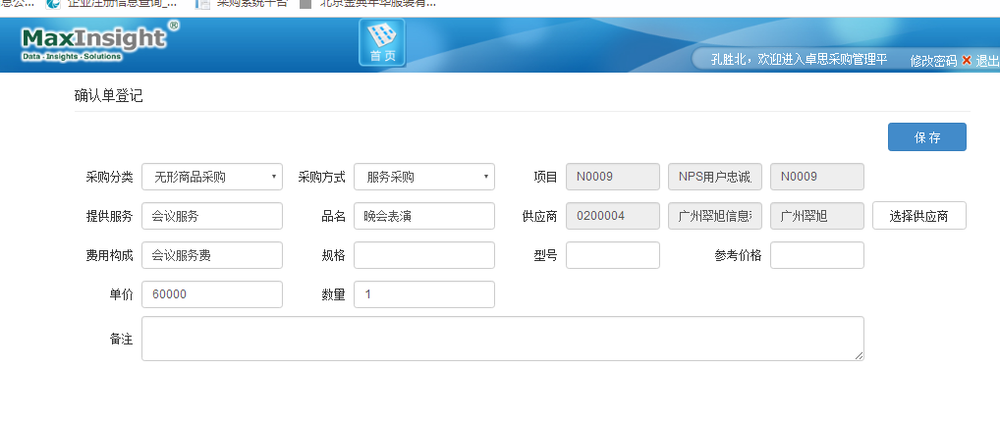 企业注册信息查询_...
采购系统平台
北京金典年华服装有...
MaxInsight®
Data · Insights · Solutions
首页
孔胜北，欢迎进入卓思采购管理平
修改密码
退出
确认单登记
保存
采购分类 无形商品采购 采购方式 服务采购 项目 N0009 NPS用户忠诚 N0009
提供服务 会议服务 品名 晚会表演 供应商 0200004 广州翠旭信息 广州翠旭 选择供应商
费用构成 会议服务费 规格 型号 参考价格
单价 60000 数量 1
备注